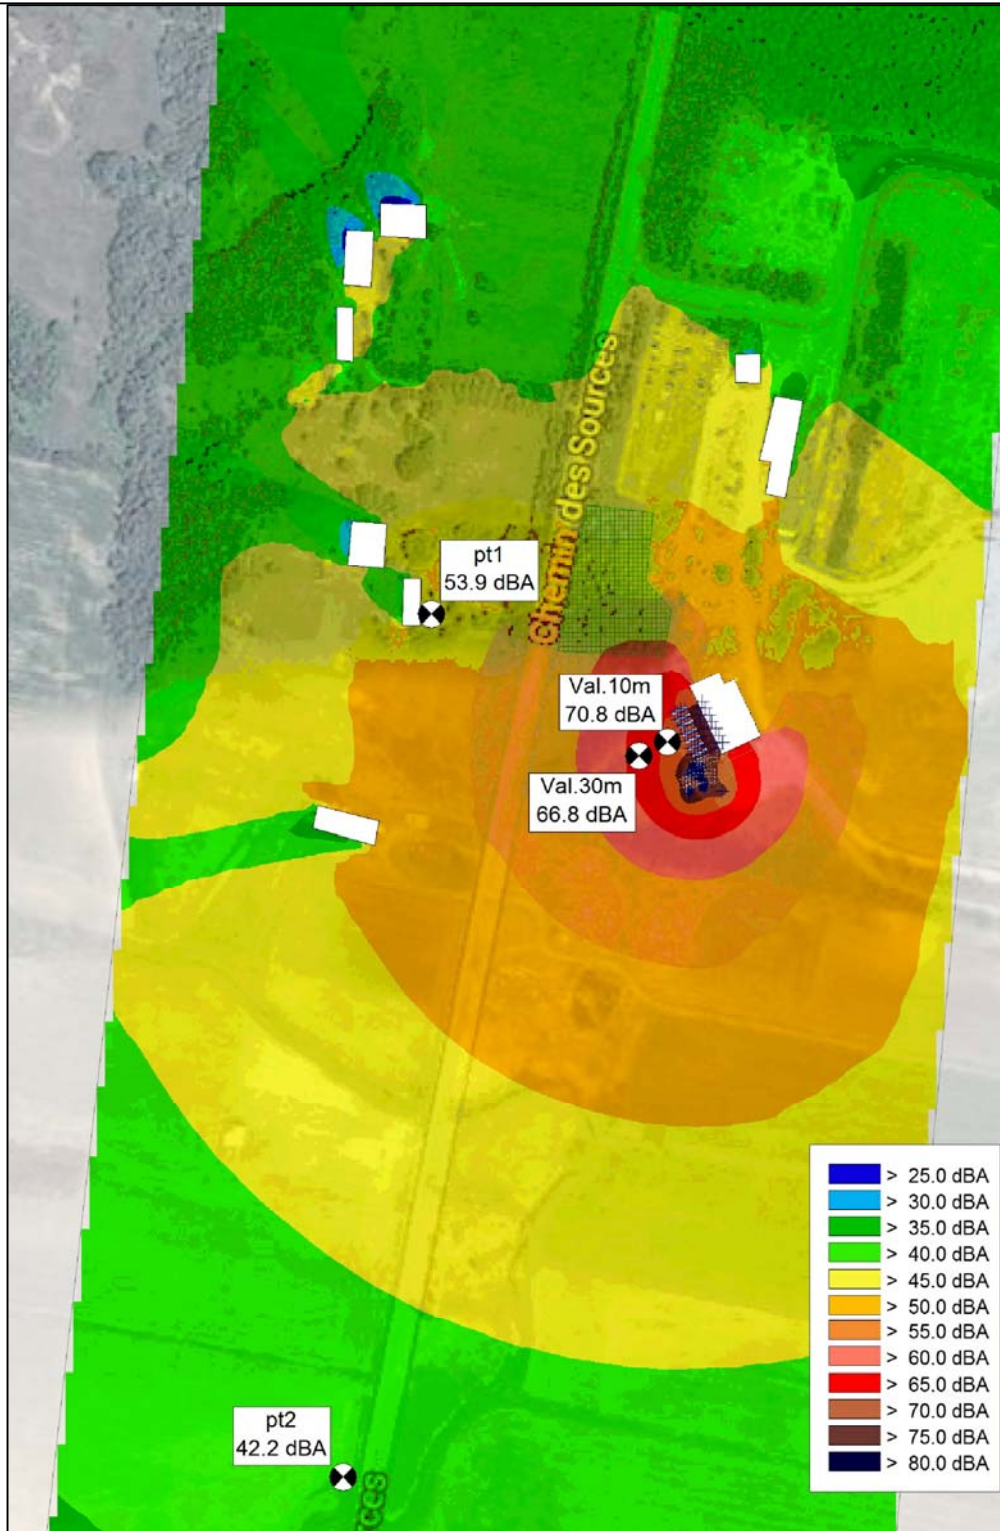 Chemin des Sources
pt1
53.9 dBA
Val.10m
70.8 dBA
Val.30m
66.8 dBA
> 25.0 dBA
> 30.0 dBA
> 35.0 dBA
> 40.0 dBA
> 45.0 dBA
> 50.0 dBA
> 55.0 dBA
> 60.0 dBA
> 65.0 dBA
> 70.0 dBA
> 75.0 dBA
> 80.0 dBA
pt2
42.2 dBA